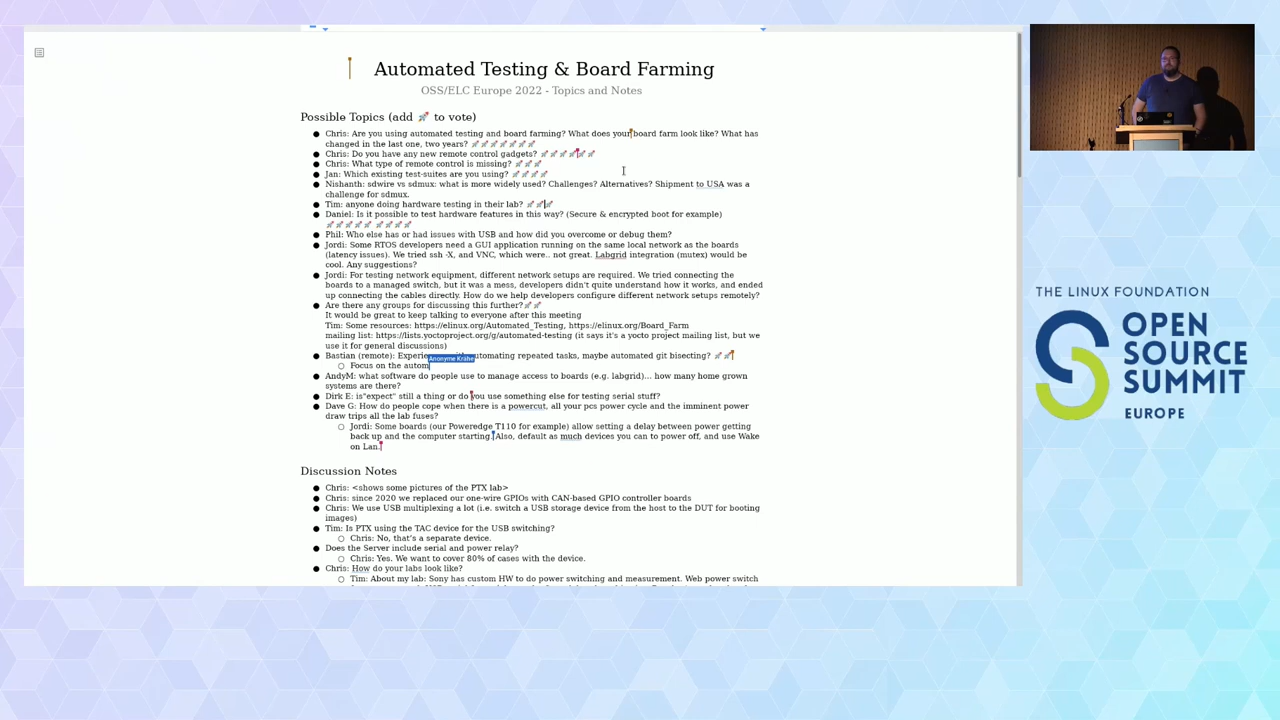 Automated Testing & Board Farming
OSS/ELC Europe 2022 - Topics and Notes
Possible Topics (add 🚀 to vote)
● Chris: Are you using automated testing and board farming? What does your board farm look like? What has
changed in the last one, two years? 🚀🚀🚀🚀🚀🚀🚀
● Chris: Do you have any new remote control gadgets? 🚀🚀🚀🚀🚀🚀
● Chris: What type of remote control is missing? 🚀🚀🚀
● Jan: Which existing test-suites are you using? 🚀🚀🚀🚀
● Nishanth: sdwire vs sdmux: what is more widely used? Challenges? Alternatives? Shipment to USA was a
challenge for sdmux.
● Tim: anyone doing hardware testing in their lab? 🚀🚀🚀
● Daniel: Is it possible to test hardware features in this way? (Secure & encrypted boot for example)
🚀🚀🚀🚀🚀 🚀🚀🚀🚀
● Phil: Who else has or had issues with USB and how did you overcome or debug them?
● Jordi: Some RTOS developers need a GUI application running on the same local network as the boards
(latency issues). We tried ssh -X, and VNC, which were.. not great. Labgrid integration (mutex) would be
cool. Any suggestions?
● Jordi: For testing network equipment, different network setups are required. We tried connecting the
boards to a managed switch, but it was a mess, developers didn't quite understand how it works, and ended
up connecting the cables directly. How do we help developers configure different network setups remotely?
● Are there any groups for discussing this further?🚀🚀
It would be great to keep talking to everyone after this meeting
Tim: Some resources: https://elinux.org/Automated_Testing, https://elinux.org/Board_Farm
mailing list: https://lists.yoctoproject.org/g/automated-testing (it says it's a yocto project mailing list, but we
use it for general discussions)
● Bastian (remote): automating repeated tasks, maybe automated git bisecting? 🚀🚀
Anonyme Krähe
○ Focus on the autom
● AndyM: what software do people use to manage access to boards (e.g. labgrid)... how many home grown
systems are there?
● Dirk E: is"expect" still a thing or do you use something else for testing serial stuff?
● Dave G: How do people cope when there is a powercut, all your pcs power cycle and the imminent power
draw trips all the lab fuses?
○ Jordi: Some boards (our Poweredge T110 for example) allow setting a delay between power getting
back up and the computer starting. Also, default as much devices you can to power off, and use Wake
on Lan.
Discussion Notes
● Chris: <shows some pictures of the PTX lab>
● Chris: since 2020 we replaced our one-wire GPIOs with CAN-based GPIO controller boards
● Chris: We use USB multiplexing a lot (i.e. switch a USB storage device from the host to the DUT for booting
images)
● Tim: Is PTX using the TAC device for the USB switching?
○ Chris: No, that's a separate device.
● Does the Server include serial and power relay?
○ Chris: Yes. We want to cover 80% of cases with the device.
● Chris: How do your labs look like?
○ Tim: About my lab: Sony has custom HW to do power switching and measurement. Web power switch
THE LINUX FOUNDATION
OPEN
SOURCE
SUMMIT
EUROPE